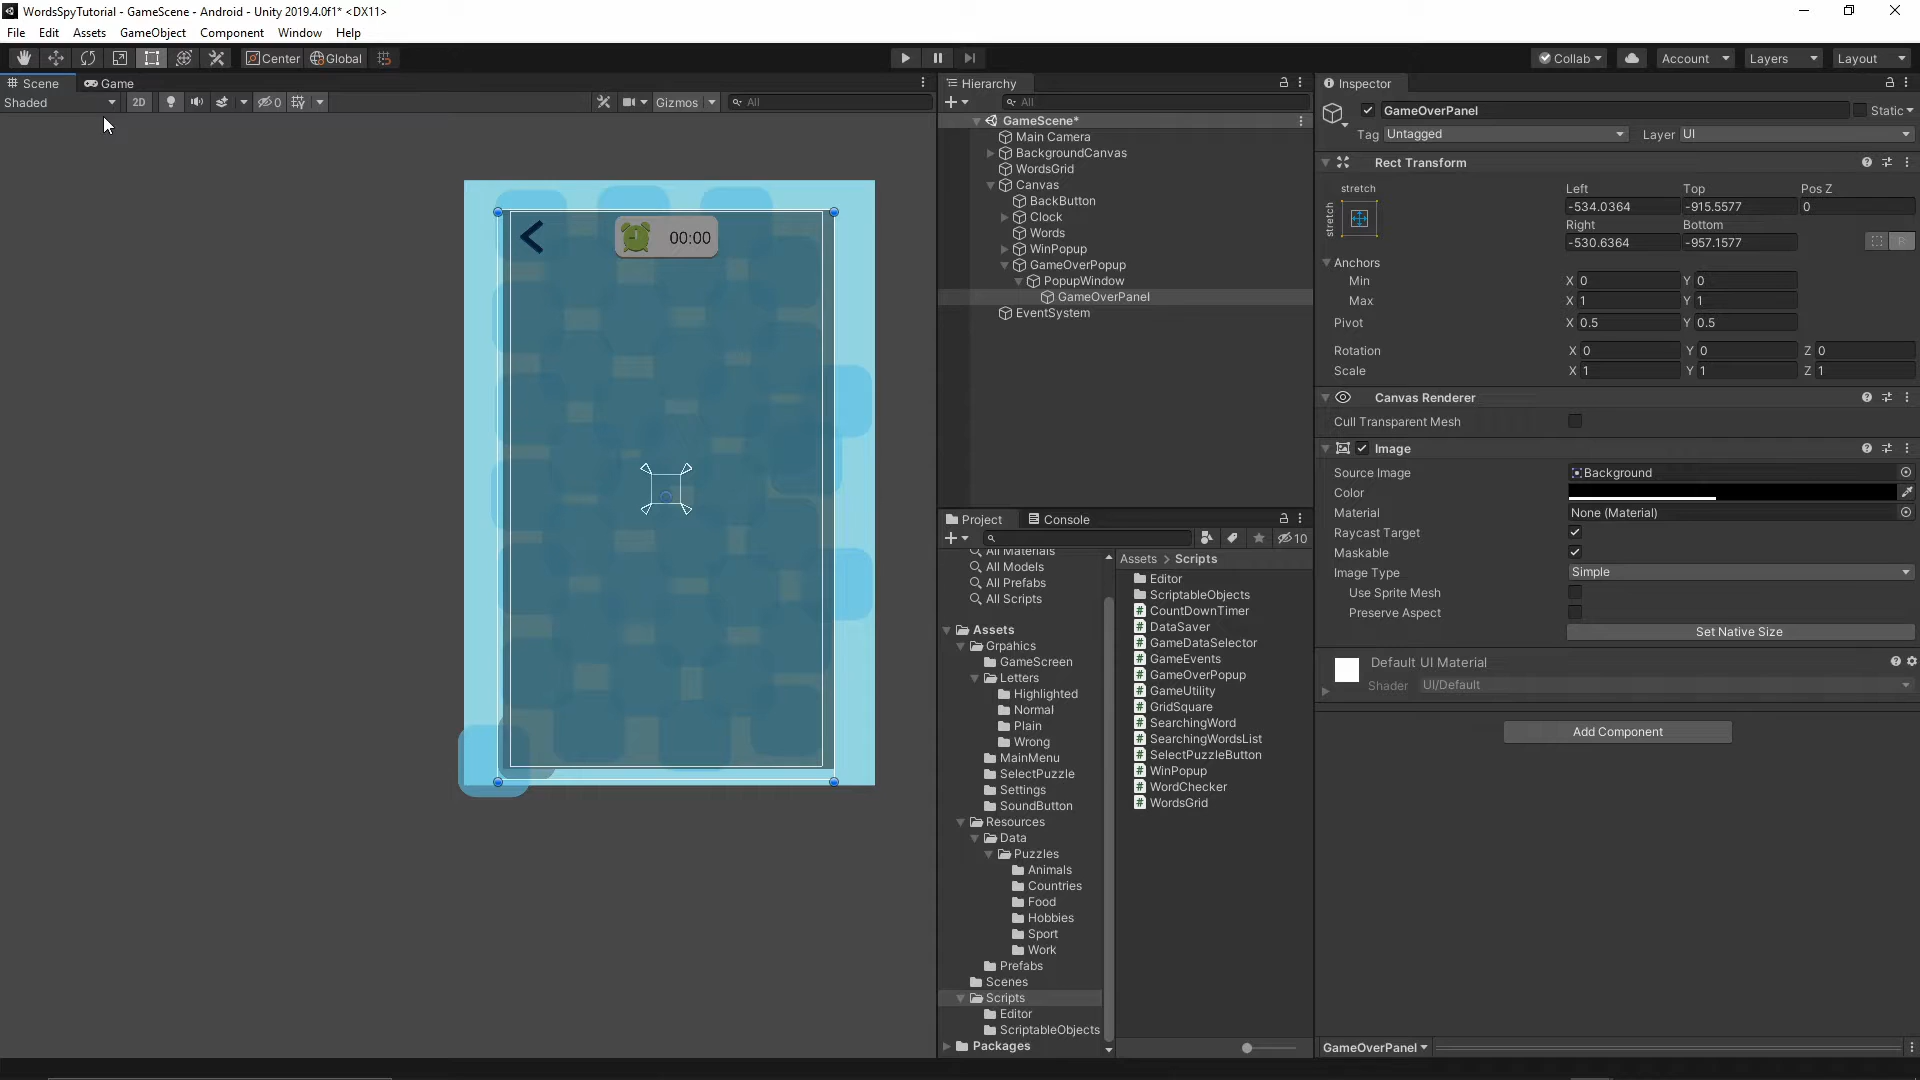 WordsSpyTutorial - GameScene - Android - Unity 2019.4.0f1* <DX11>
File Edit Assets GameObject Component Window Help
Center Global
Collab Account Layers Layout
Scene Game
Shaded 2D 0 Gizmos All
00:00
Hierarchy
All
GameScene*
Main Camera
BackgroundCanvas
WordsGrid
Canvas
BackButton
Clock
Words
WinPopup
GameOverPopup
PopupWindow
GameOverPanel
EventSystem
Project Console
10
All Materials
All Models
All Prefabs
All Scripts
Assets
Grpahics
GameScreen
Letters
Highlighted
Normal
Plain
Wrong
MainMenu
SelectPuzzle
Settings
SoundButton
Resources
Data
Puzzles
Animals
Countries
Food
Hobbies
Sport
Work
Prefabs
Scenes
Scripts
Editor
ScriptableObjects
Packages
Assets > Scripts
Editor
ScriptableObjects
CountDownTimer
DataSaver
GameDataSelector
GameEvents
GameOverPopup
GameUtility
GridSquare
SearchingWord
SearchingWordsList
SelectPuzzleButton
WinPopup
WordChecker
WordsGrid
Inspector
GameOverPanel Static
Tag Untagged Layer UI
Rect Transform
stretch
stretch
Left Top Pos Z
-534.0364 -915.5577 0
Right Bottom
-530.6364 -957.1577 R
Anchors
Min X 0 Y 0
Max X 1 Y 1
Pivot X 0.5 Y 0.5
Rotation X 0 Y 0 Z 0
Scale X 1 Y 1 Z 1
Canvas Renderer
Cull Transparent Mesh
Image
Source Image Background
Color
Material None (Material)
Raycast Target
Maskable
Image Type Simple
Use Sprite Mesh
Preserve Aspect
Set Native Size
Default UI Material
Shader UI/Default
Add Component
GameOverPanel